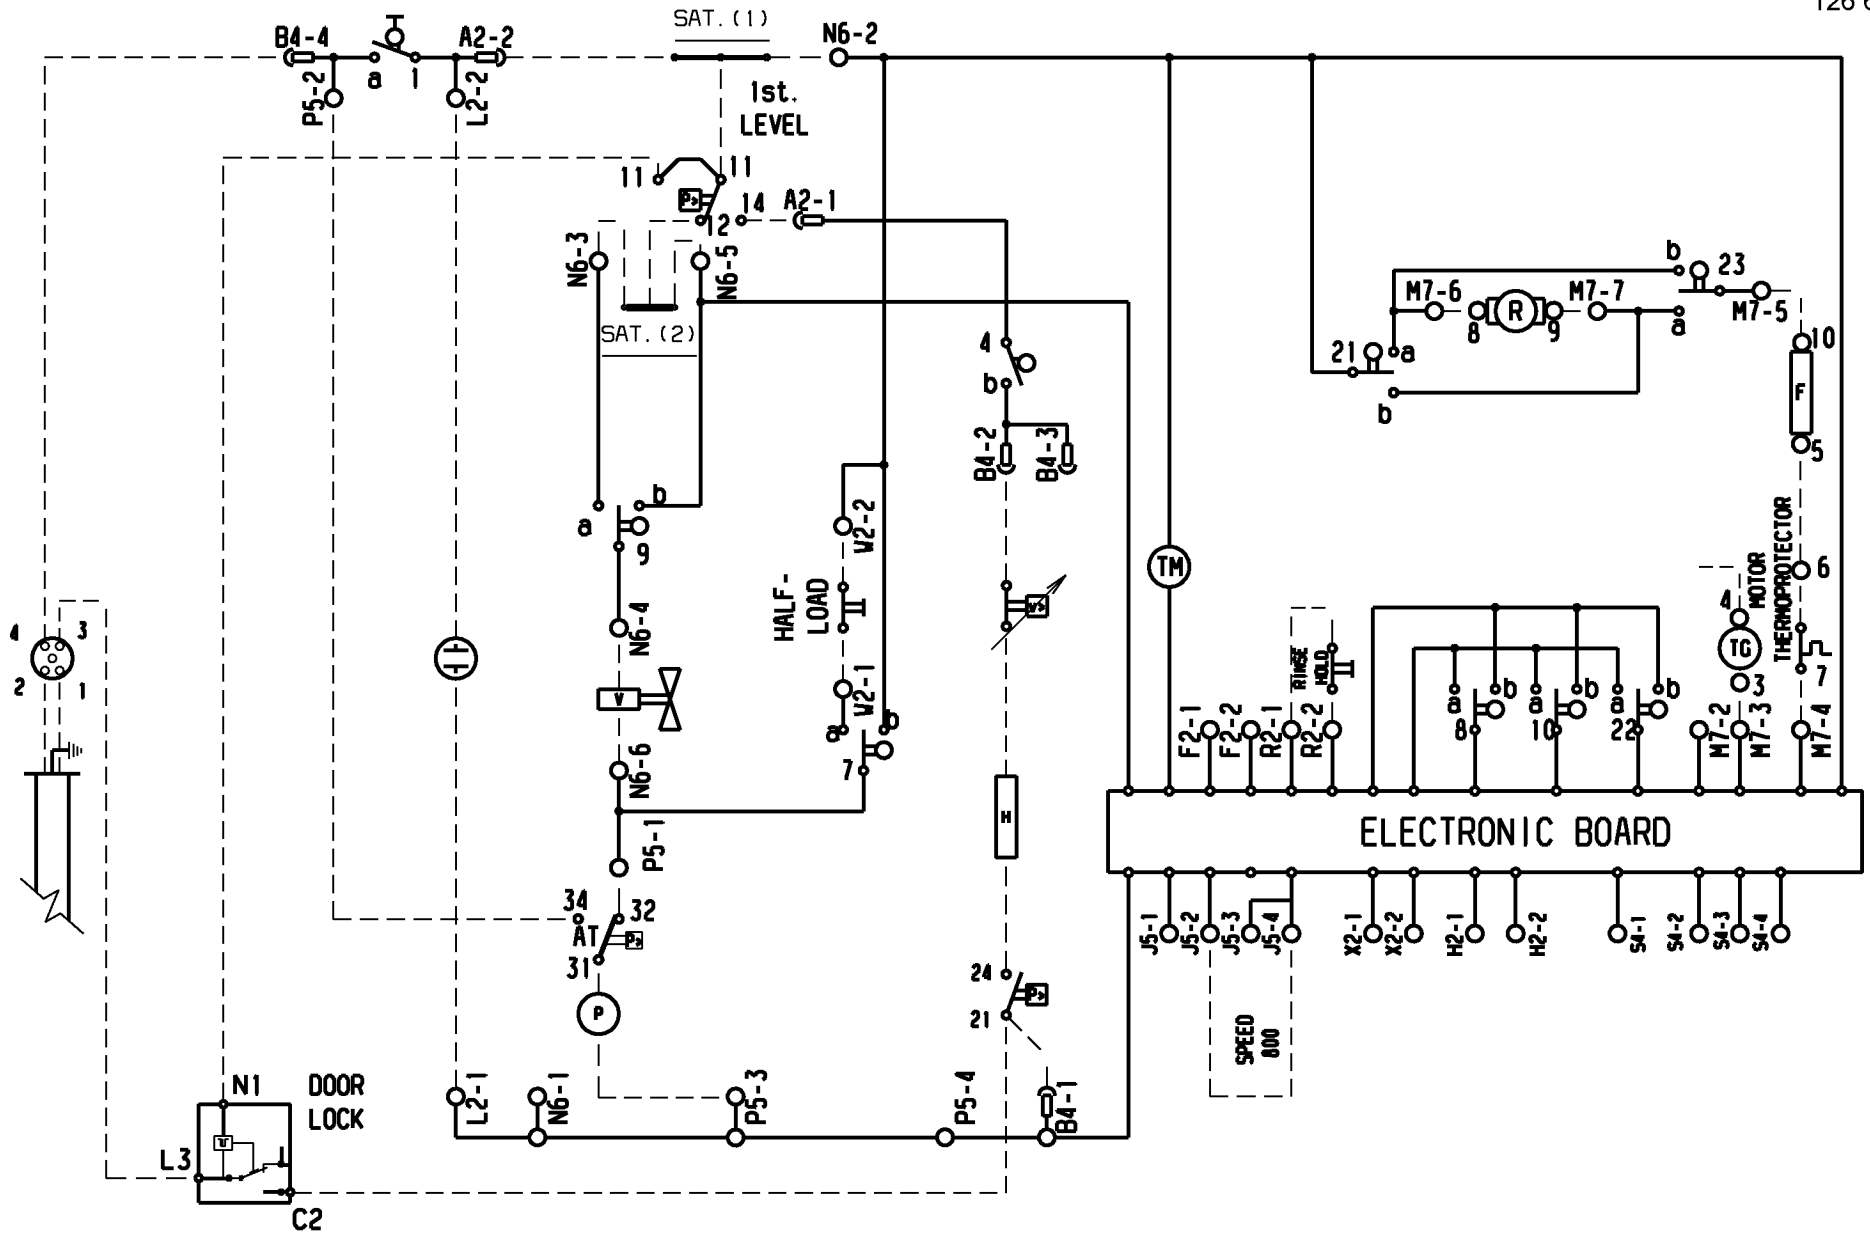 SAT. (1)
B4-4
A2-2
N6-2
a
1
P5-2
L2-2
1st.
LEVEL
11
11
P>
12
14
A2-1
N6-3
N6-5
SAT. (2)
4
b
B4-2
B4-3
b
23
M7-6
M7-7
M7-5
8
R
9
a
21
a
b
10
F
5
a
b
9
W2-2
HALF-
LOAD
TM
MOTOR
THERMOPROTECTOR
6
4
TG
3
7
4
3
2
1
N6-4
V
N6-6
W2-1
a
b
7
RINSE
HOLD
F2-1
F2-2
R2-1
R2-2
a
b
8
a
b
10
a
b
22
M7-2
M7-3
M7-4
H
ELECTRONIC BOARD
P5-1
34
32
AT
P>
31
P
24
P>
21
J5-1
J5-2
J5-3
J5-4
X2-1
X2-2
H2-1
H2-2
S4-1
S4-2
S4-3
S4-4
SPEED
800
N1
DOOR
LOCK
L2-1
N6-1
P5-3
P5-4
B4-1
L3
C2